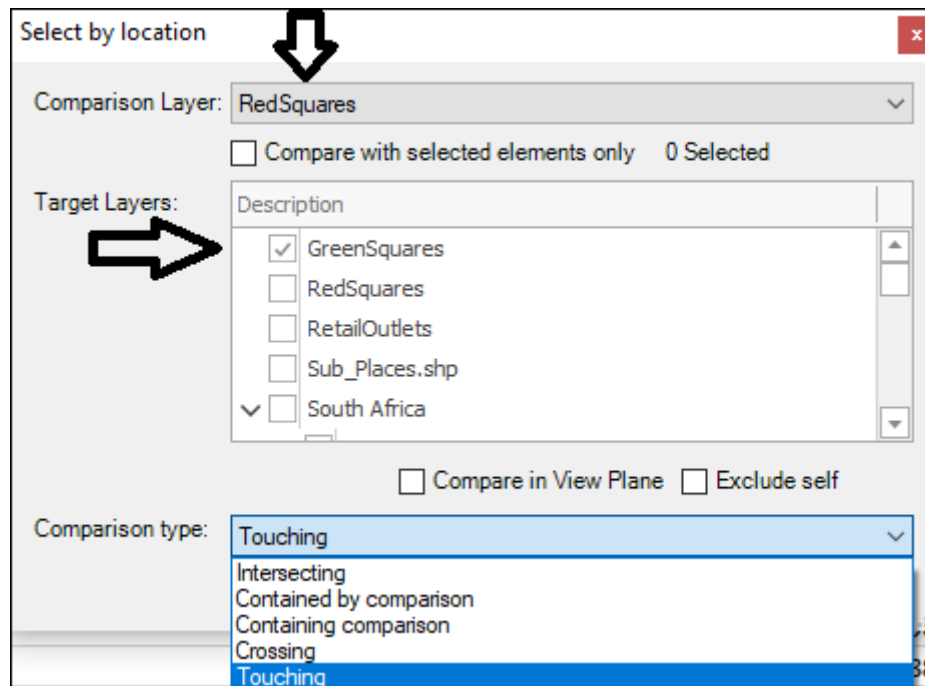 Select by location
x
Comparison Layer: RedSquares
Compare with selected elements only 0 Selected
Target Layers: Description
GreenSquares
RedSquares
RetailOutlets
Sub_Places.shp
South Africa
Compare in View Plane Exclude self
Comparison type: Touching
Intersecting
Contained by comparison
Containing comparison
Crossing
Touching